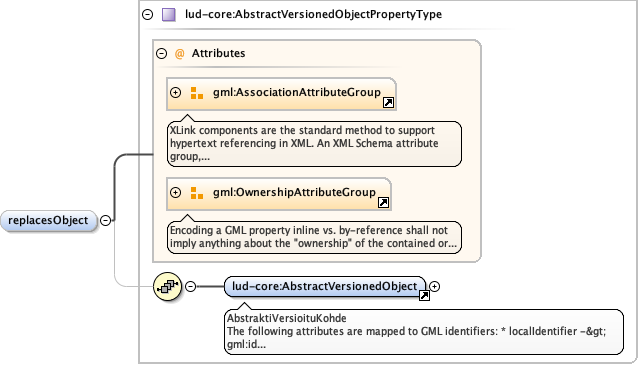 lud-core:AbstractVersionedObjectPropertyType
@ Attributes
gml:AssociationAttributeGroup
XLink components are the standard method to support
hypertext referencing in XML. An XML Schema attribute
group,...
gml:OwnershipAttributeGroup
Encoding a GML property inline vs. by-reference shall not
imply anything about the "ownership" of the contained or...
replacesObject
lud-core:AbstractVersionedObject
AbstraktiVersioituKohde
The following attributes are mapped to GML identifiers: * localIdentifier -&gt;
gml:id...